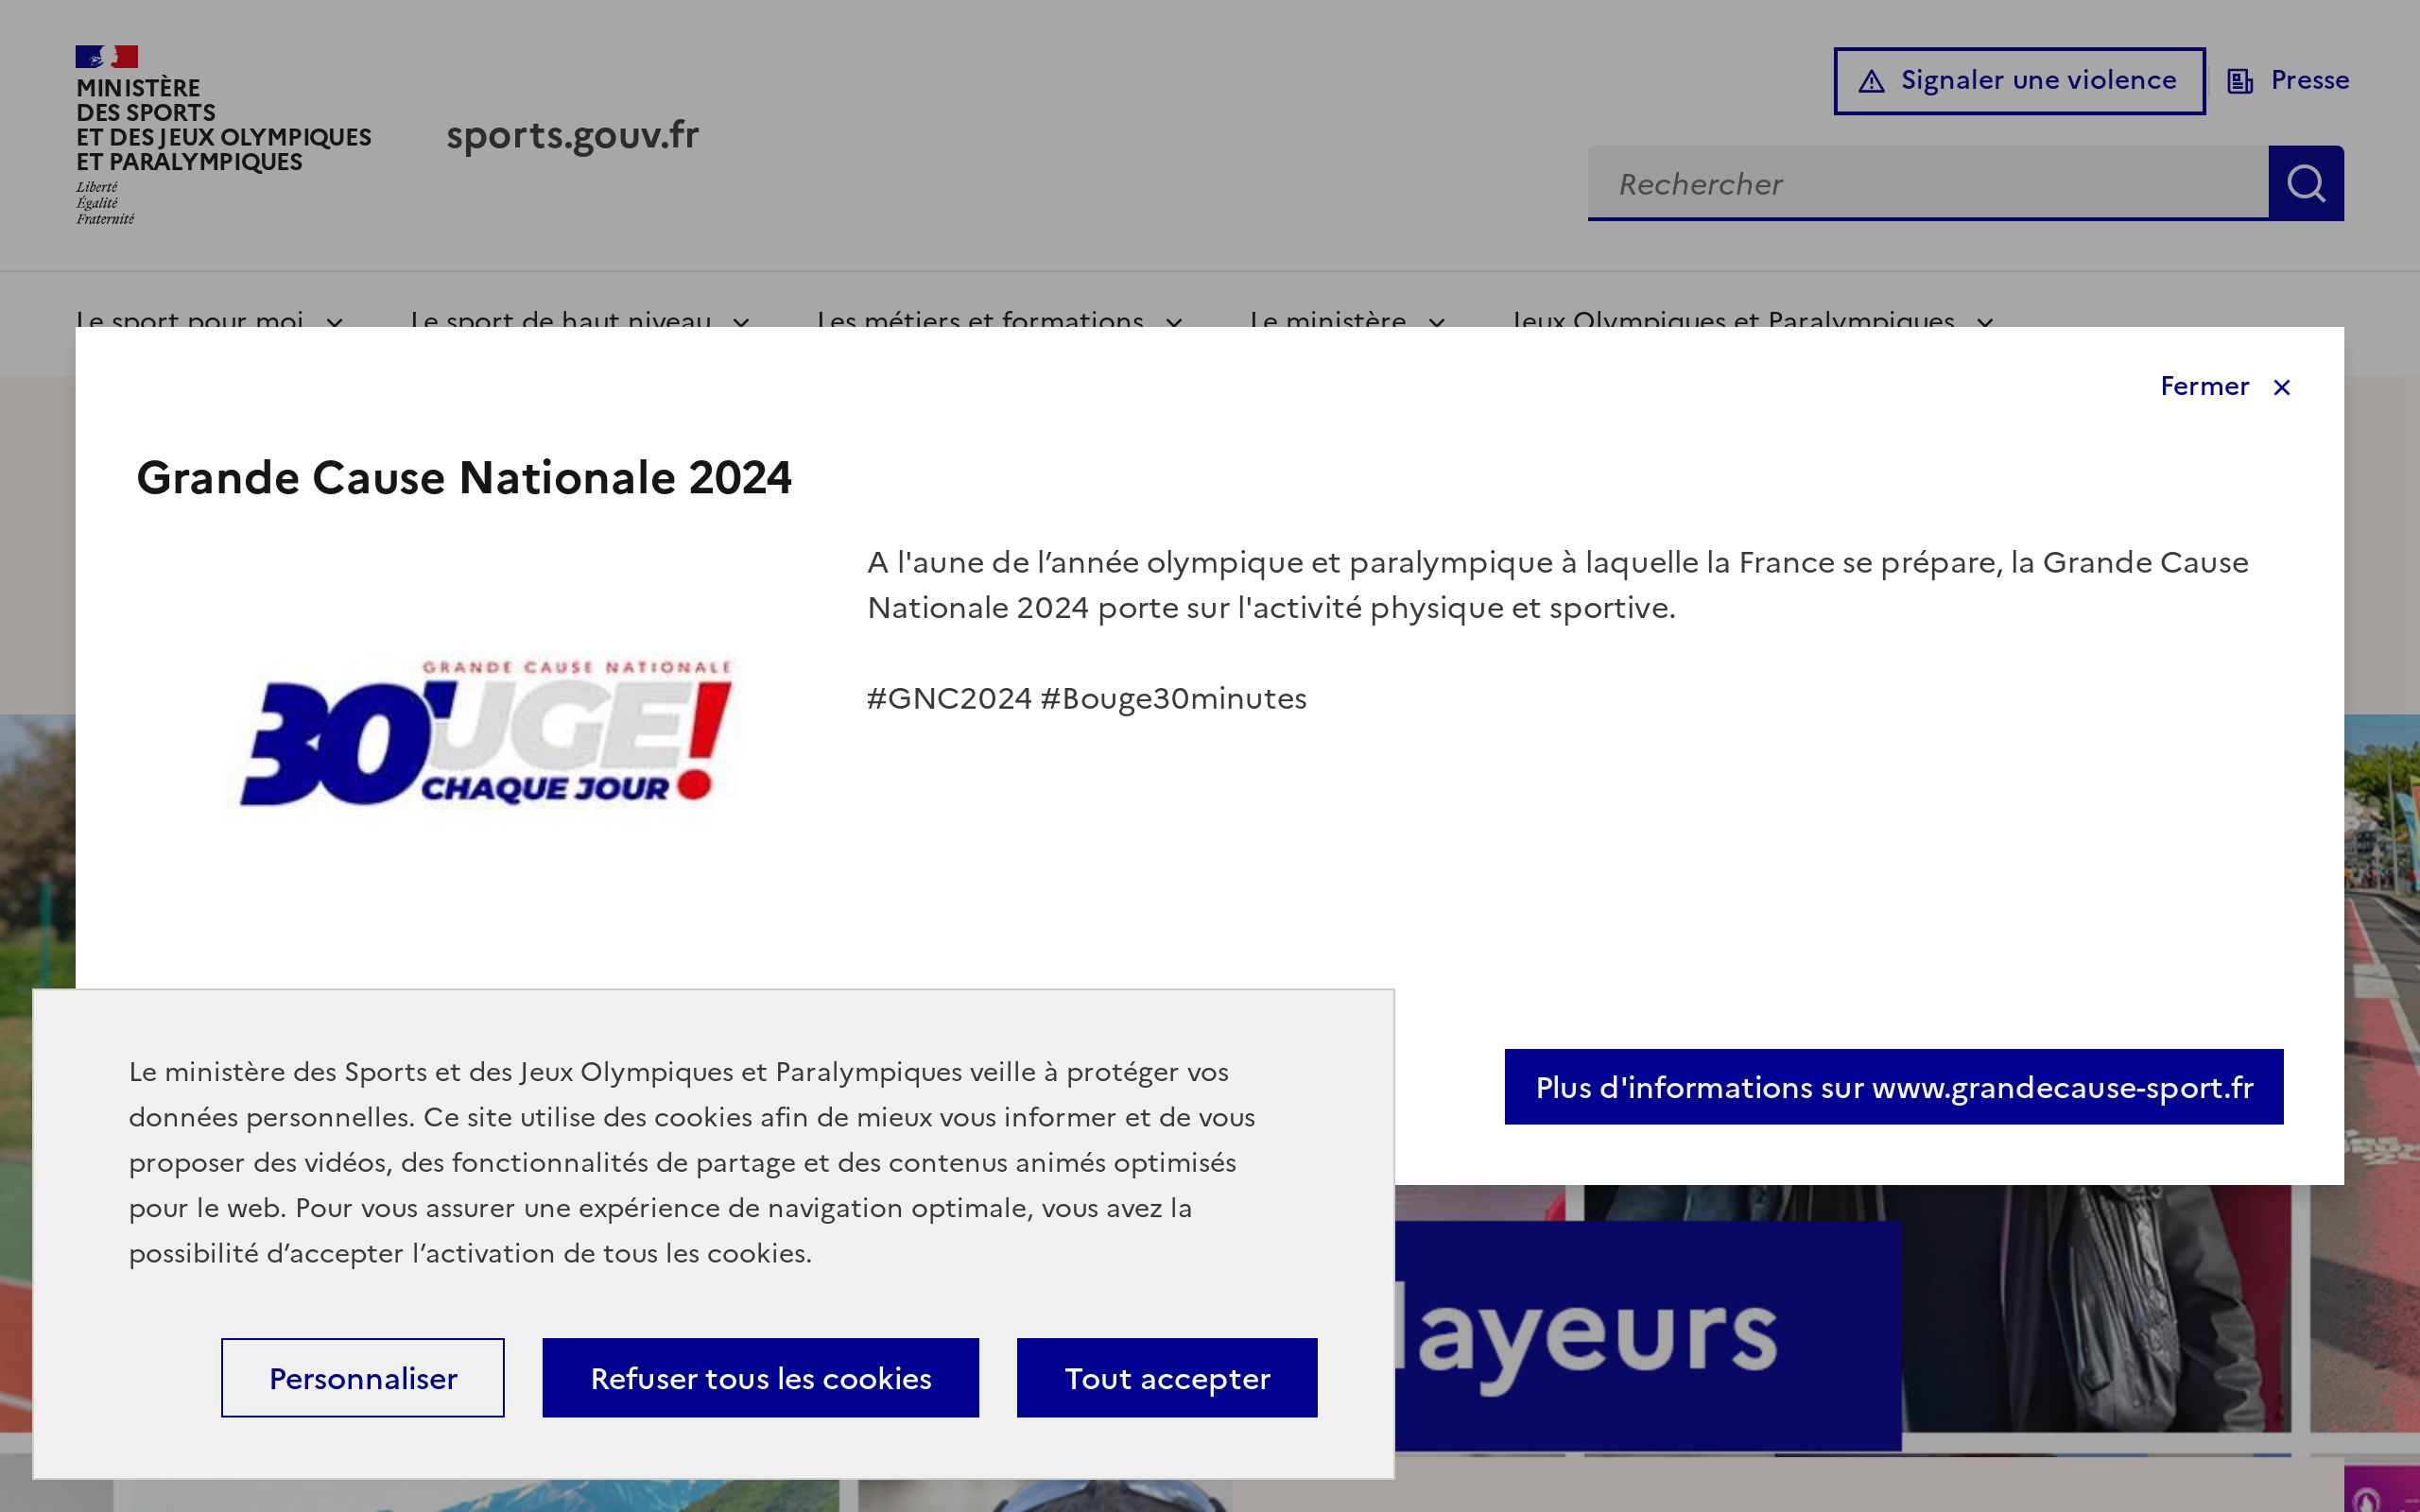 MINISTÈRE
DES SPORTS
ET DES JEUX OLYMPIQUES
ET PARALYMPIQUES
Liberté
Égalité
Fraternité
sports.gouv.fr
Signaler une violence
Presse
Rechercher
Le sport pour moi
Le sport de haut niveau
Les métiers et formations
Le ministère
Jeux Olympiques et Paralympiques
Fermer
Grande Cause Nationale 2024
GRANDE CAUSE NATIONALE
30'UGE!
CHAQUE JOUR
A l'aune de l’année olympique et paralympique à laquelle la France se prépare, la Grande Cause
Nationale 2024 porte sur l'activité physique et sportive.
#GNC2024 #Bouge30minutes
Plus d'informations sur www.grandecause-sport.fr
Le ministère des Sports et des Jeux Olympiques et Paralympiques veille à protéger vos
données personnelles. Ce site utilise des cookies afin de mieux vous informer et de vous
proposer des vidéos, des fonctionnalités de partage et des contenus animés optimisés
pour le web. Pour vous assurer une expérience de navigation optimale, vous avez la
possibilité d’accepter l’activation de tous les cookies.
Personnaliser
Refuser tous les cookies
Tout accepter
layeurs